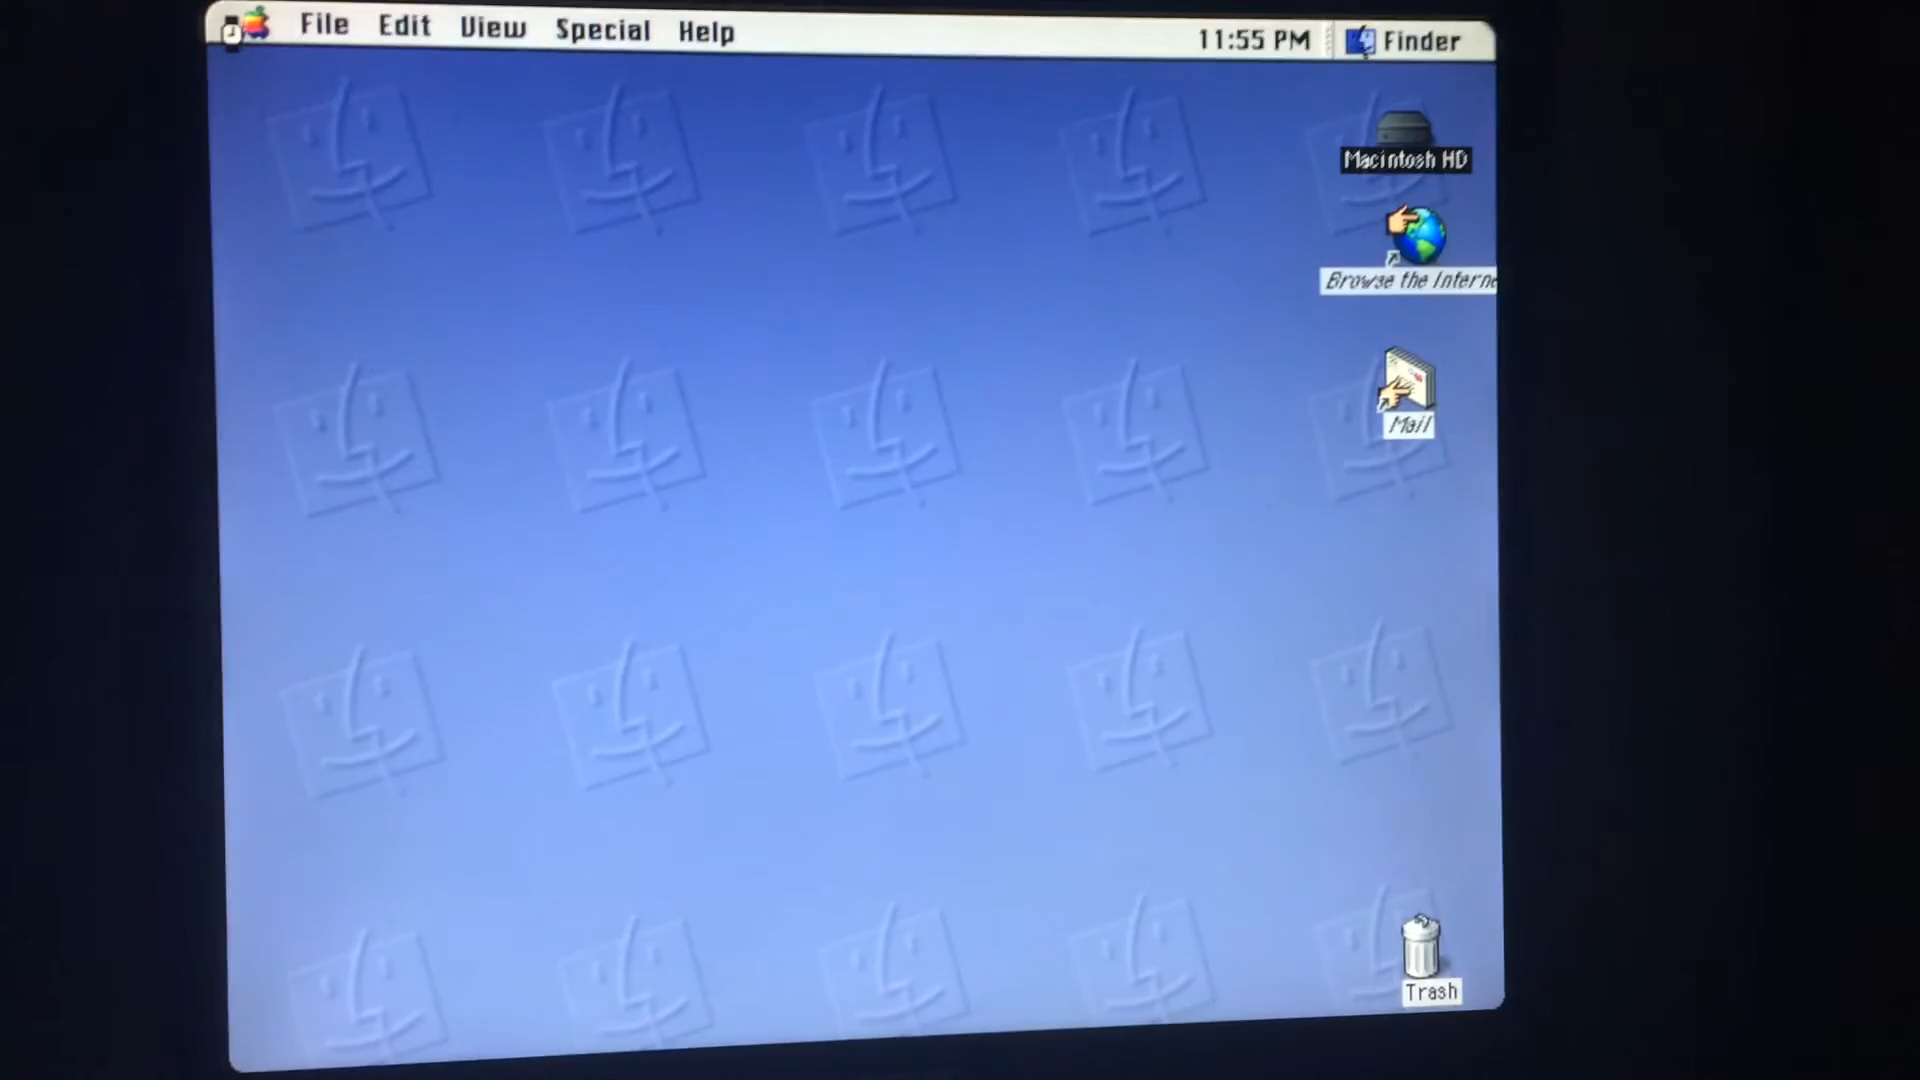 File Edit View Special Help 11:55 PM Finder
Macintosh HD
Browse the Interne
Mail
Trash